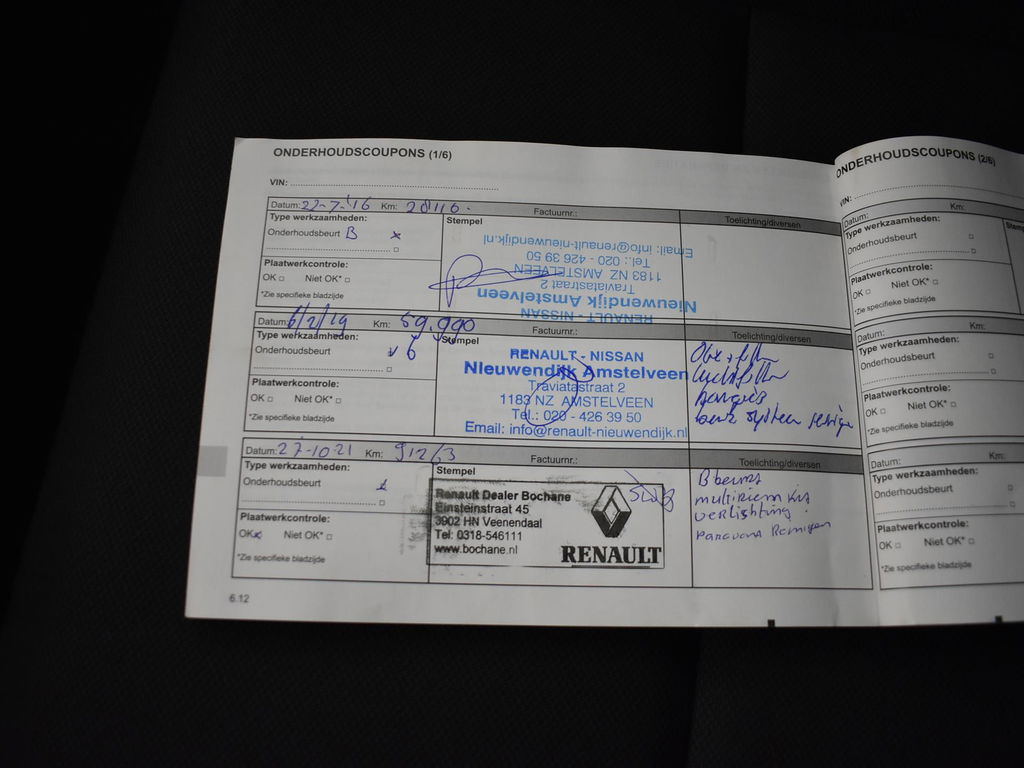 ONDERHOUDSCOUPONS (1/6)
VIN:
Datum: 22-7-'16 Km: 28116. Factuurnr.: Toelichting/diversen
Type werkzaamheden: Stempel
Onderhoudsbeurt B x
Plaatwerkcontrole:
OK □ Niet OK* □
*Zie specifieke bladzijde
RENAULT - NISSAN
Nieuwendijk Amstelveen
Traviatastraat 2
1183 NZ AMSTELVEEN
Tel.: 020 - 426 39 50
Email: info@renault-nieuwendijk.nl
Datum: 6/2/19 Km: 59.990 Factuurnr.: Toelichting/diversen
Type werkzaamheden: Stempel
Onderhoudsbeurt
Plaatwerkcontrole:
OK □ Niet OK* □
*Zie specifieke bladzijde
RENAULT - NISSAN
Nieuwendijk Amstelveen
Traviatastraat 2
1183 NZ AMSTELVEEN
Tel.: 020 - 426 39 50
Email: info@renault-nieuwendijk.nl
Datum: 27-10-21 Km: 91213 Factuurnr.: Toelichting/diversen
Type werkzaamheden: Stempel
Onderhoudsbeurt
Plaatwerkcontrole:
OK Niet OK* □
*Zie specifieke bladzijde
Renault Dealer Bochane
Einsteinstraat 45
3902 HN Veenendaal
Tel: 0318-546111
www.bochane.nl
RENAULT
B beurt
multiriem kit
verlichting
6.12
ONDERHOUDSCOUPONS (2/6)
VIN:
Datum: Km:
Type werkzaamheden:
Onderhoudsbeurt □
Plaatwerkcontrole:
OK □ Niet OK* □
*Zie specifieke bladzijde
Datum: Km:
Type werkzaamheden:
Onderhoudsbeurt □
Plaatwerkcontrole:
OK □ Niet OK* □
*Zie specifieke bladzijde
Datum: Km:
Type werkzaamheden:
Onderhoudsbeurt □
Plaatwerkcontrole:
OK □ Niet OK* □
*Zie specifieke bladzijde